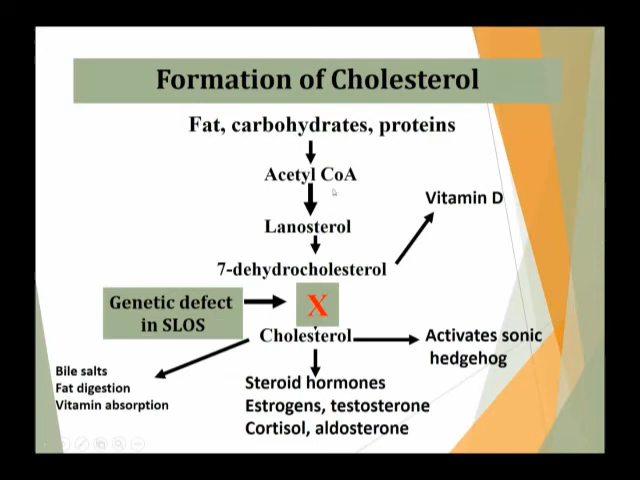 Formation of Cholesterol
Fat, carbohydrates, proteins
Acetyl CoA
Vitamin D
Lanosterol
7-dehydrocholesterol
Genetic defect
in SLOS
X
Cholesterol
Activates sonic
hedgehog
Bile salts
Fat digestion
Vitamin absorption
Steroid hormones
Estrogens, testosterone
Cortisol, aldosterone